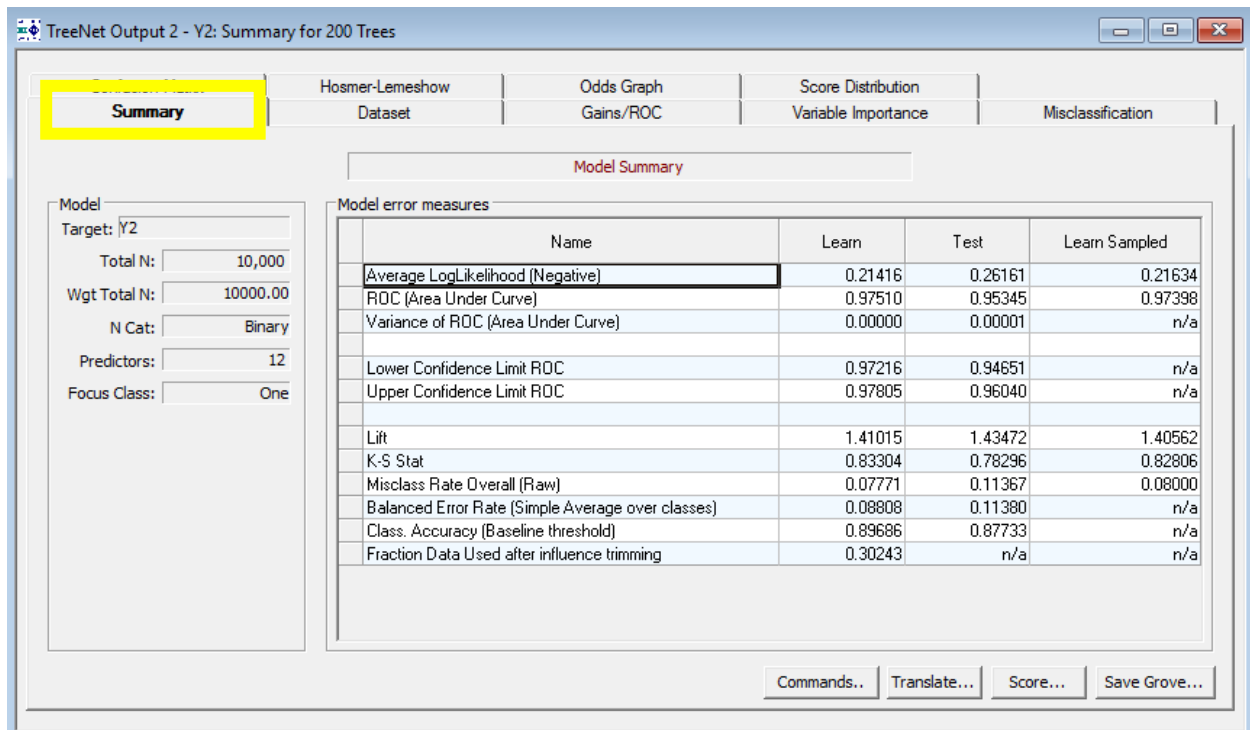 TreeNet Output 2 - Y2: Summary for 200 Trees
Hosmer-Lemeshow Odds Graph Score Distribution
Summary Dataset Gains/ROC Variable Importance Misclassification
Model Summary
Model
Target: Y2
Total N: 10,000
Wgt Total N: 10000.00
N Cat: Binary
Predictors: 12
Focus Class: One
Model error measures
Name Learn Test Learn Sampled
Average LogLikelihood (Negative) 0.21416 0.26161 0.21634
ROC (Area Under Curve) 0.97510 0.95345 0.97398
Variance of ROC (Area Under Curve) 0.00000 0.00001 n/a
Lower Confidence Limit ROC 0.97216 0.94651 n/a
Upper Confidence Limit ROC 0.97805 0.96040 n/a
Lift 1.41015 1.43472 1.40562
K-S Stat 0.83304 0.78296 0.82806
Misclass Rate Overall (Raw) 0.07771 0.11367 0.08000
Balanced Error Rate (Simple Average over classes) 0.08808 0.11380 n/a
Class. Accuracy (Baseline threshold) 0.89686 0.87733 n/a
Fraction Data Used after influence trimming 0.30243 n/a n/a
Commands.. Translate... Score... Save Grove...